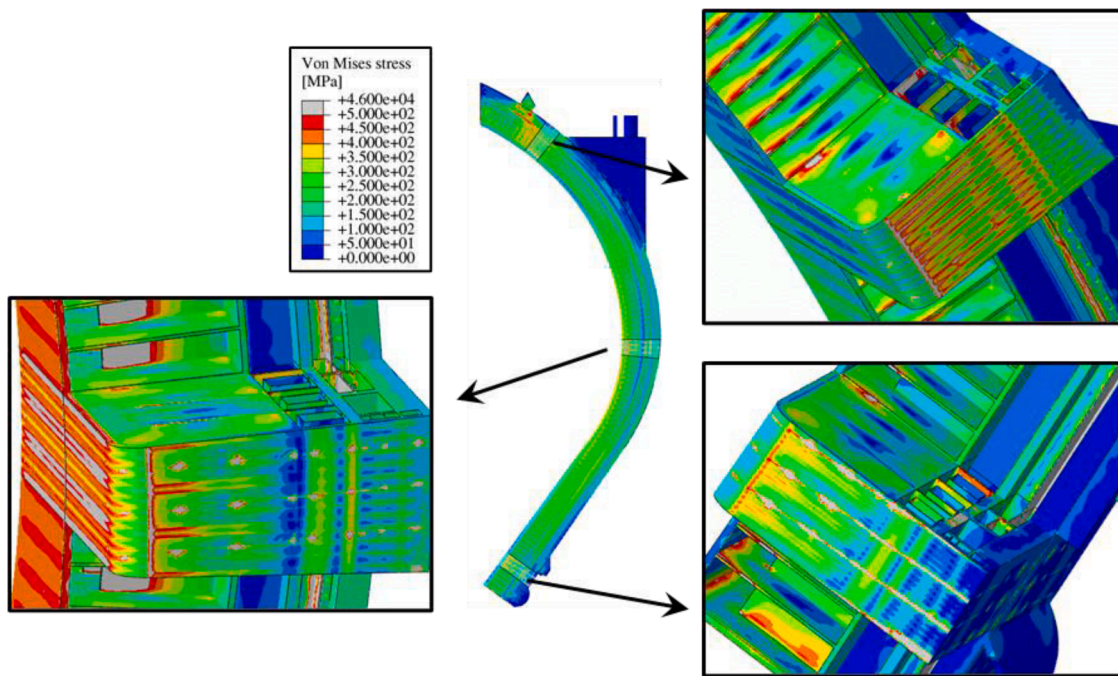 Von Mises stress
[MPa]
+4.600e+04
+5.000e+02
+4.500e+02
+4.000e+02
+3.500e+02
+3.000e+02
+2.500e+02
+2.000e+02
+1.500e+02
+1.000e+02
+5.000e+01
+0.000e+00